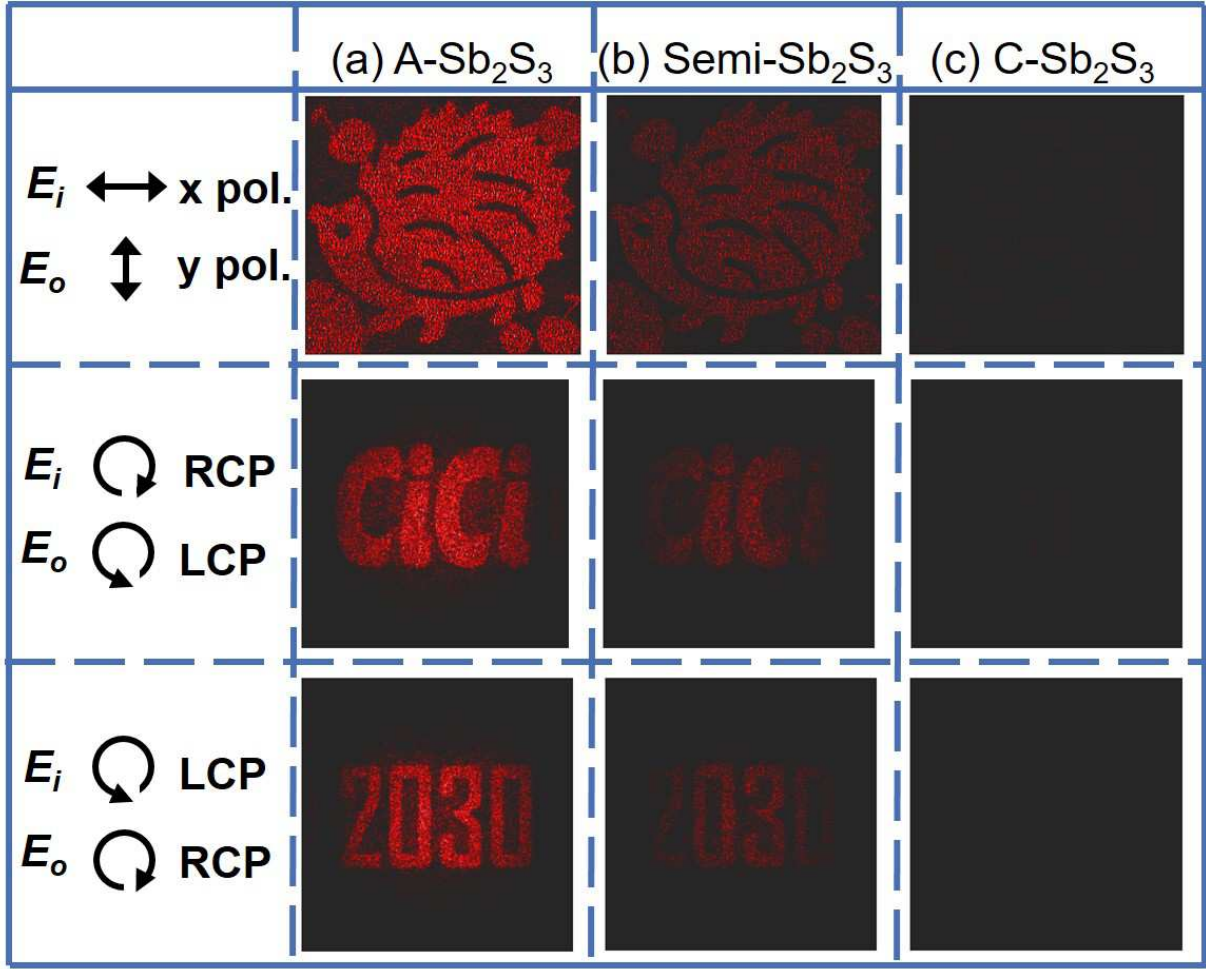 (a) A-Sb₂S₃ (b) Semi-Sb₂S₃ (c) C-Sb₂S₃
Eᵢ x pol.
Eₒ y pol.
Eᵢ RCP
Eₒ LCP
cici cici
Eᵢ LCP
Eₒ RCP
2030 2030